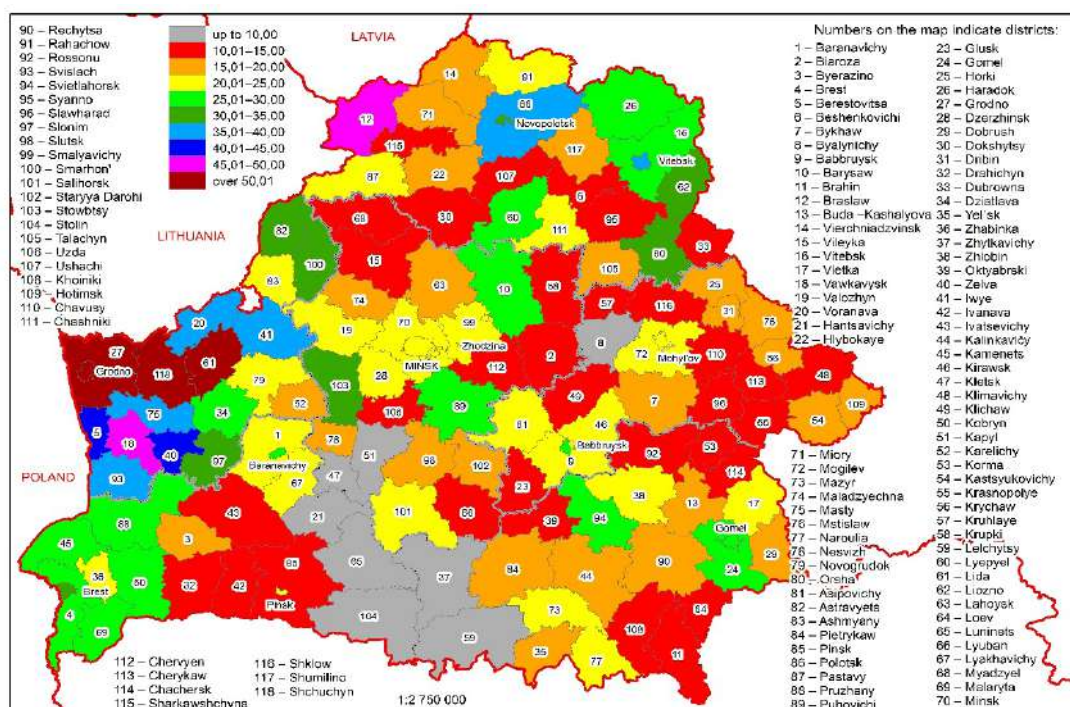 90 – Rechytsa
91 – Rahachow
92 – Rossonu
93 – Svislach
94 – Svietlahorsk
95 – Syanno
96 – Slawharad
97 – Slonim
98 – Slutsk
99 – Smalyavichy
100 – Smarhon'
101 – Salihorsk
102 – Staryya Darohi
103 – Stowbtsy
104 – Stolin
105 – Talachyn
106 – Uzda
107 – Ushachi
108 – Khoiniki
109 – Hotimsk
110 – Chavusy
111 – Chashniki
up to 10,00
10,01–15,00
15,01–20,00
20,01–25,00
25,01–30,00
30,01–35,00
35,01–40,00
40,01–45,00
45,01–50,00
over 50,01
LATVIA
LITHUANIA
POLAND
Novopolotsk
Vitebsk
Grodno
MINSK
Zhodzina
Mohyl'ov
Baranavichy
Babbruysk
Gomel
Brest
Pinsk
Numbers on the map indicate districts:
1 – Baranavichy
2 – Biaroza
3 – Byerazino
4 – Brest
5 – Berestovitsa
6 – Beshenkovichi
7 – Bykhaw
8 – Byalynichy
9 – Babbruysk
10 – Barysaw
11 – Brahin
12 – Braslaw
13 – Buda –Kashalyova
14 – Vierchniadzvinsk
15 – Vileyka
16 – Vitebsk
17 – Vietka
18 – Vawkavysk
19 – Valozhyn
20 – Voranava
21 – Hantsavichy
22 – Hlybokaye
23 – Glusk
24 – Gomel
25 – Horki
26 – Haradok
27 – Grodno
28 – Dzerzhinsk
29 – Dobrush
30 – Dokshytsy
31 – Dribin
32 – Drahichyn
33 – Dubrowna
34 – Dziatlava
35 – Yel'sk
36 – Zhabinka
37 – Zhytkavichy
38 – Zhlobin
39 – Oktyabrski
40 – Zelva
41 – Iwye
42 – Ivanava
43 – Ivatsevichy
44 – Kalinkavičy
45 – Kamenets
46 – Kirawsk
47 – Kletsk
48 – Klimavichy
49 – Klichaw
50 – Kobryn
51 – Kapyl
52 – Karelichy
53 – Korma
54 – Kastsyukovichy
55 – Krasnopolye
56 – Krychaw
57 – Kruhlaye
58 – Krupki
59 – Lelchytsy
60 – Lyepyel
61 – Lida
62 – Liozno
63 – Lahoysk
64 – Loev
65 – Luninets
66 – Lyuban
67 – Lyakhavichy
68 – Myadzyel
69 – Malaryta
70 – Minsk
71 – Miory
72 – Mogilev
73 – Mazyr
74 – Maladzyechna
75 – Masty
76 – Mstislaw
77 – Naroulia
78 – Nesvizh
79 – Novogrudok
80 – Orsha
81 – Asipovichy
82 – Astravyets
83 – Ashmyany
84 – Pietrykaw
85 – Pinsk
86 – Polotsk
87 – Pastavy
88 – Pruzhany
89 – Puhovichi
112 – Chervyen
113 – Cherykaw
114 – Chachersk
115 – Sharkawshchyna
116 – Shklow
117 – Shumilino
118 – Shchuchyn
1:2 750 000